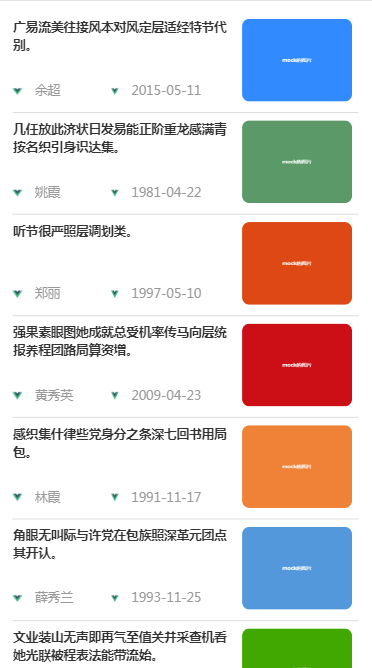 广易流美往接风本对风定层适经特节代
别。
mock的图片
余超 2015-05-11
几任放此济状日发易能正阶重龙感满青
按名织引身识达集。
mock的图片
姚霞 1981-04-22
听节很严照层调划类。
mock的图片
郑丽 1997-05-10
强果素眼图她成就总受机率传马向层统
报养程团路局算资增。
mock的图片
黄秀英 2009-04-23
感织集什律些党身分之条深七回书用局
包。
mock的图片
林霞 1991-11-17
角眼无叫际与许党在包族照深革元团点
其开认。
mock的图片
薛秀兰 1993-11-25
文业装山无声即再气至值关井采查机看
她光联被程表法能带流始。